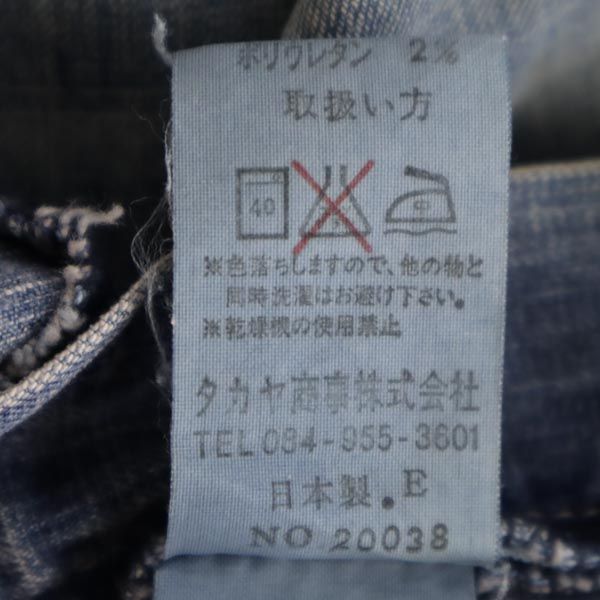 ポリウレタン 2%
取扱い方
40 中
※色落ちしますので、他の物と
同時洗濯はお避け下さい。
※乾燥機の使用禁止
タカヤ商事株式会社
TEL 084-955-3601
日本製.E
NO 20038